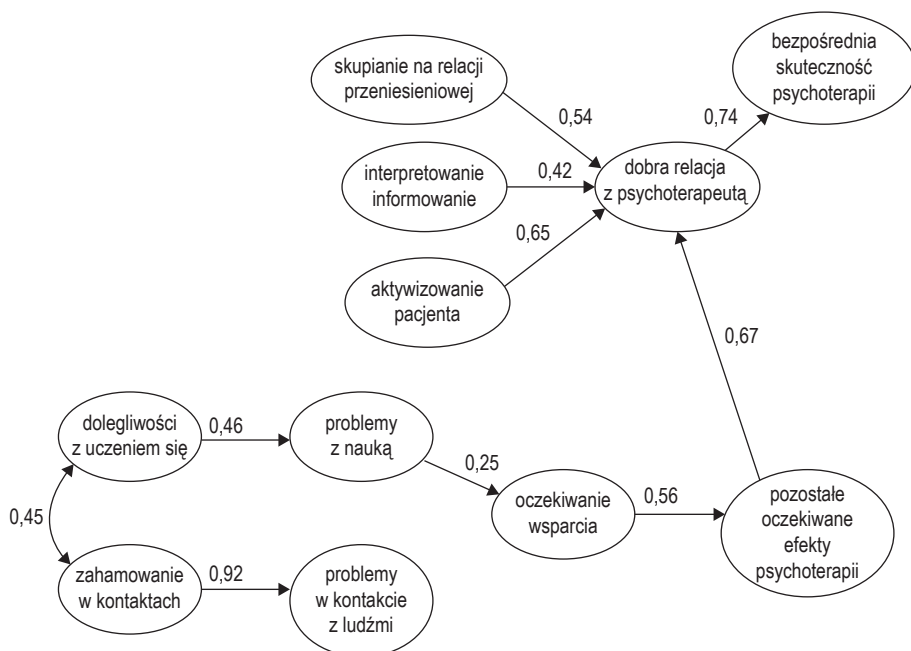 skupianie na relacji
przeniesieniowej
bezpośrednia
skuteczność
psychoterapii
0,54
0,74
interpretowanie
informowanie
0,42
dobra relacja
z psychoterapeutą
0,65
aktywizowanie
pacjenta
0,67
dolegliwości
z uczeniem się
0,46
problemy
z nauką
0,25
oczekiwanie
wsparcia
0,56
pozostałe
oczekiwane
efekty
psychoterapii
0,45
zahamowanie
w kontaktach
0,92
problemy
w kontakcie
z ludźmi